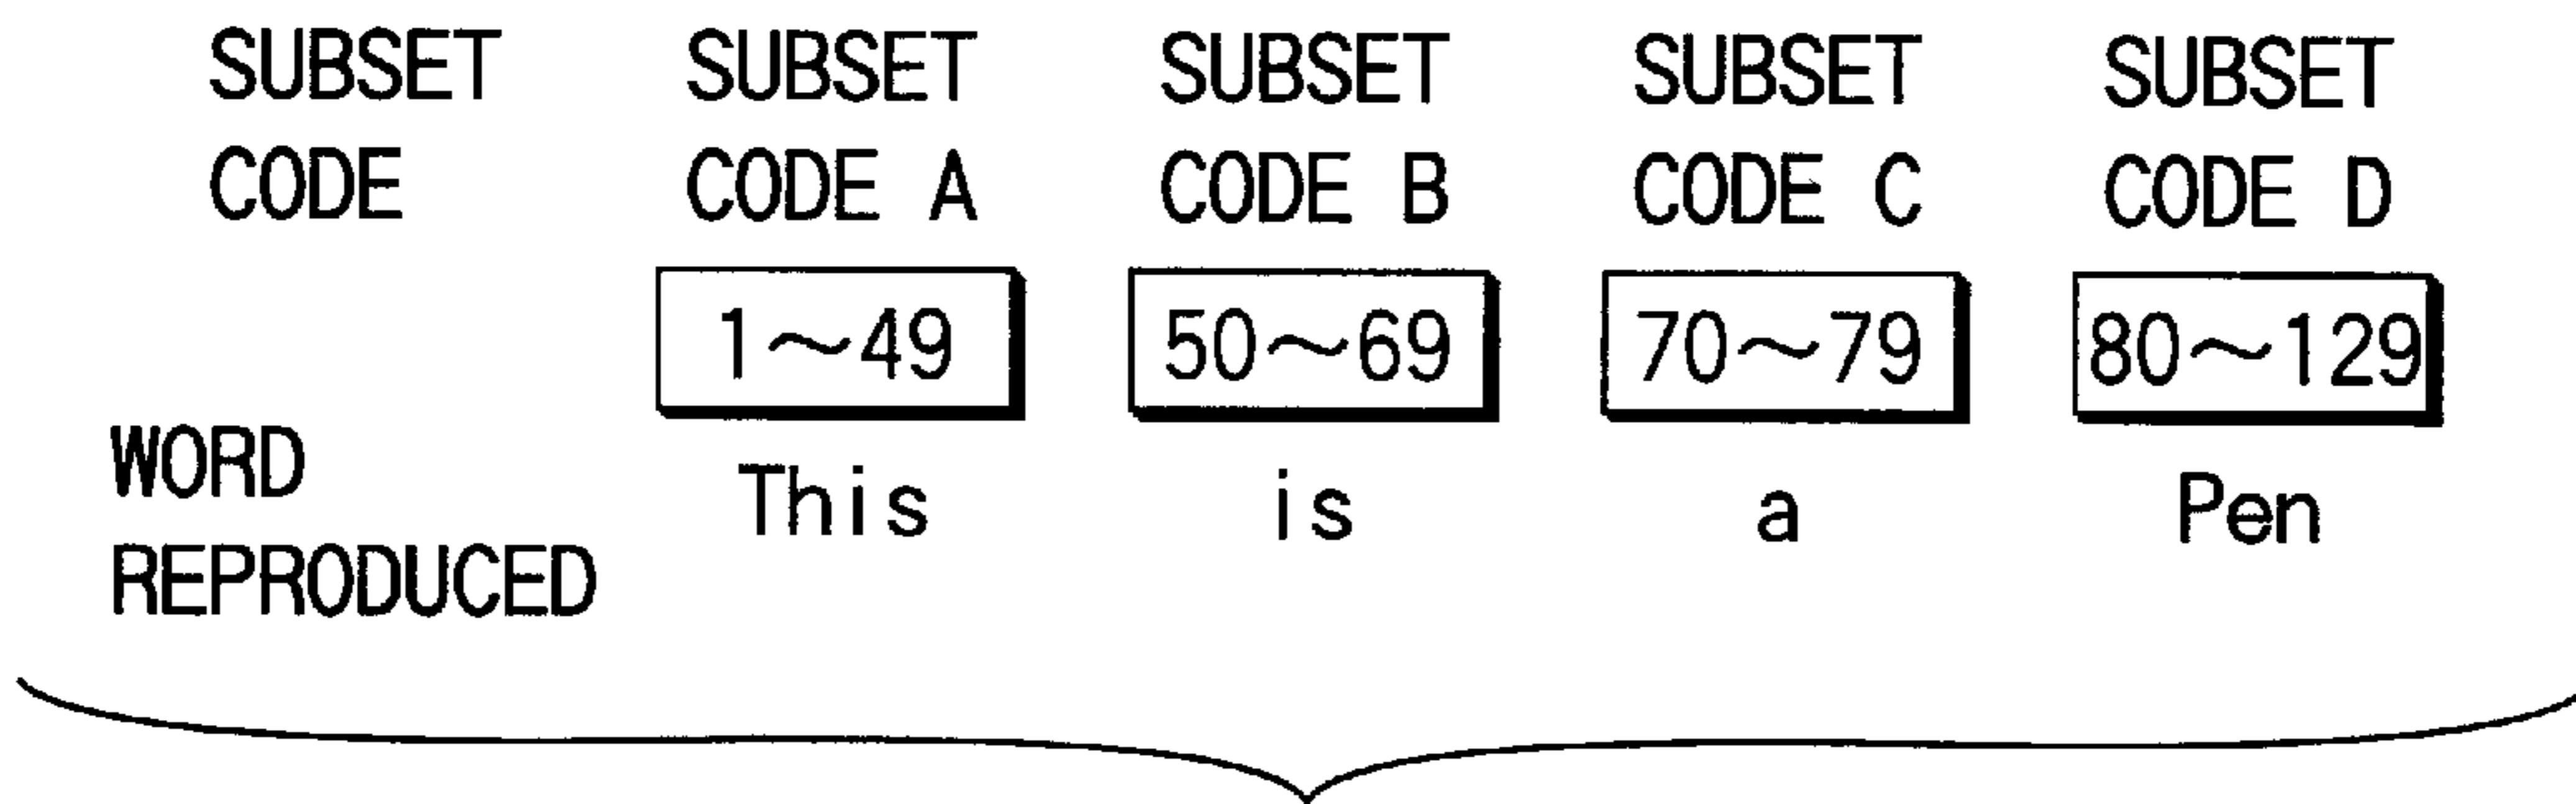 SUBSET SUBSET SUBSET SUBSET SUBSET
CODE CODE A CODE B CODE C CODE D
1～49 50～69 70～79 80～129
WORD
REPRODUCED
This is a Pen